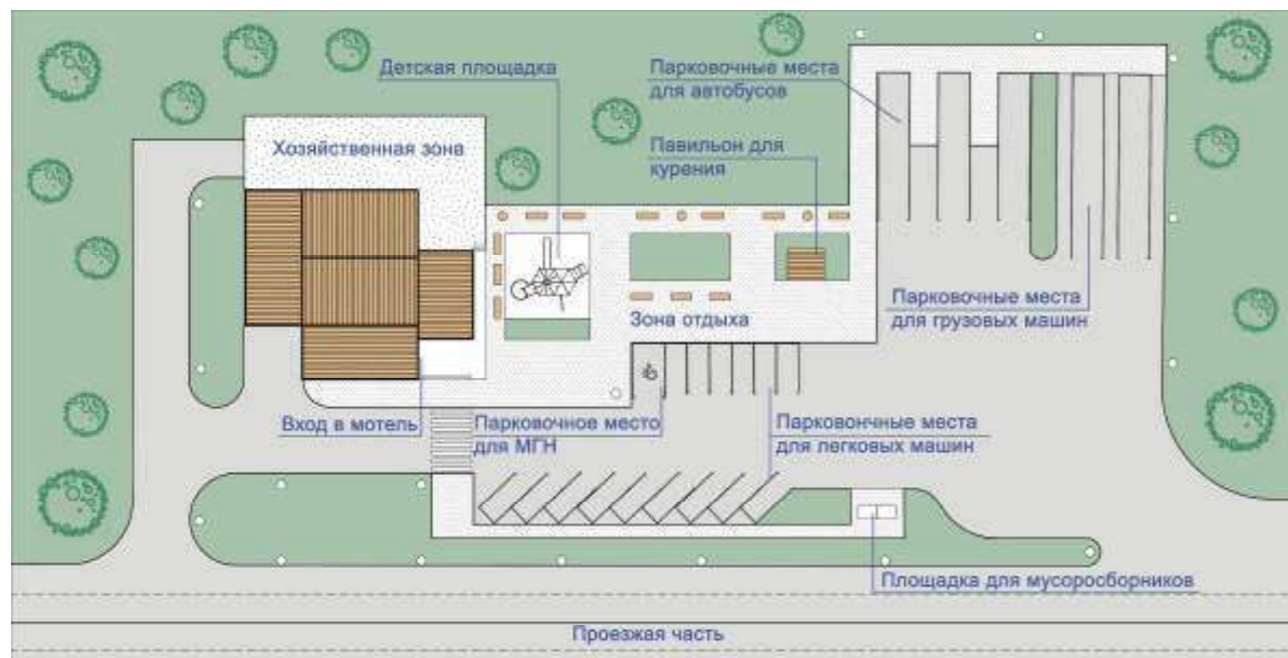 Детская площадка
Парковочные места
для автобусов
Хозяйственная зона
Павильон для
курения
Парковочные места
для грузовых машин
Зона отдыха
Вход в мотель
Парковочное место
для МГН
Парковончные места
для легковых машин
Площадка для мусоросборников
Проезжая часть